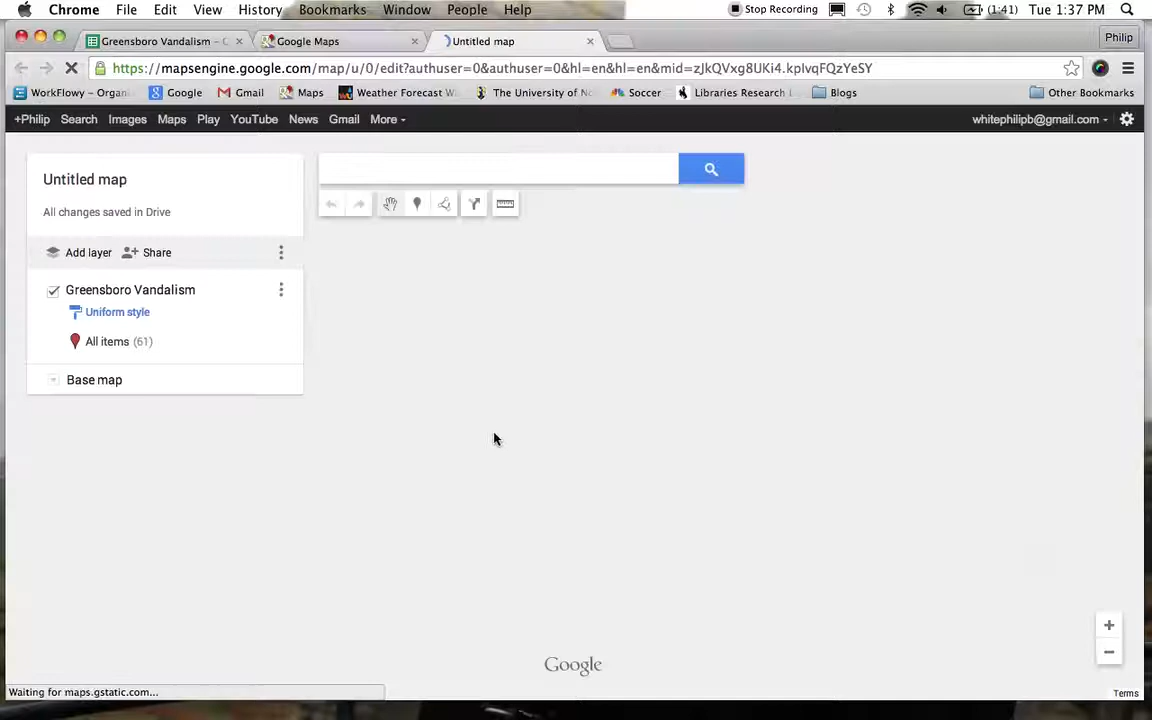 Chrome File Edit View History Bookmarks Window People Help Stop Recording (1:41) Tue 1:37 PM
Greensboro Vandalism – Google Maps Untitled map Philip
https://mapsengine.google.com/map/u/0/edit?authuser=0&authuser=0&hl=en&hl=en&mid=zJkQVxg8UKi4.kpIvqFQzYeSY
WorkFlowy – Organi Google Gmail Maps Weather Forecast The University of No Soccer Libraries Research Blogs Other Bookmarks
+Philip Search Images Maps Play YouTube News Gmail More whitephilipb@gmail.com
Untitled map
All changes saved in Drive
Add layer Share
Greensboro Vandalism
Uniform style
All items (61)
Base map
Google
Waiting for maps.gstatic.com...
Terms